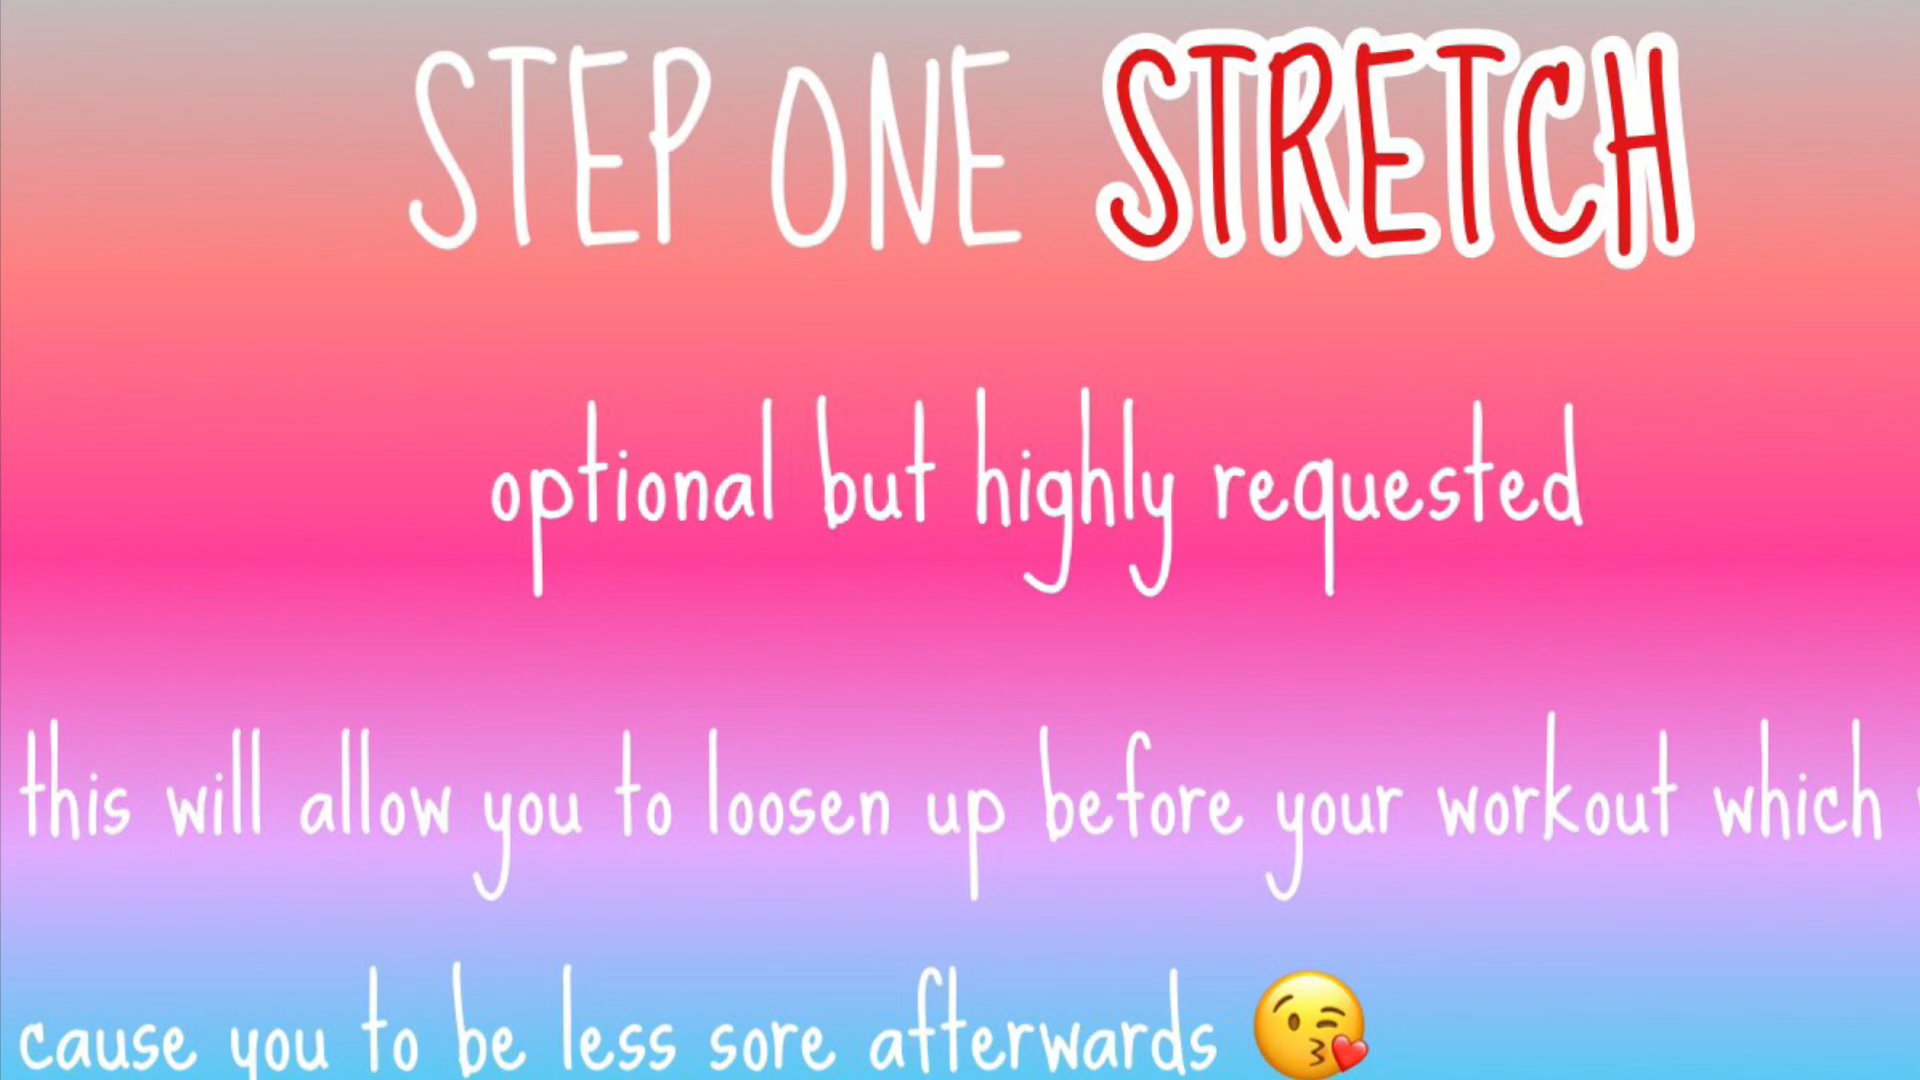 STEP ONE STRETCH
optional but highly requested
this will allow you to loosen up before your workout which
cause you to be less sore afterwards 😘